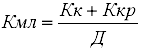 Кмл = (Кк + Ккр) / Д